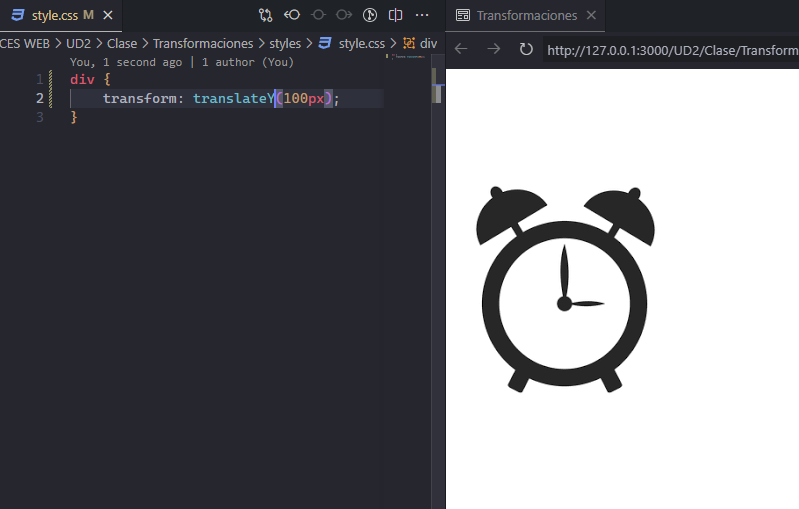 style.css M
Transformaciones
CES WEB > UD2 > Clase > Transformaciones > styles > style.css > div
http://127.0.0.1:3000/UD2/Clase/Transform
You, 1 second ago | 1 author (You)
1 div {
2 transform: translateY(100px);
3 }